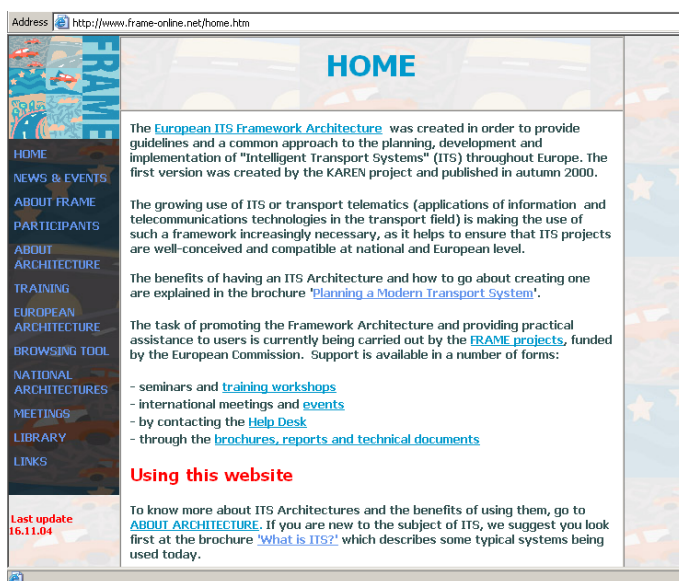 Address http://www.frame-online.net/home.htm
FRAME
HOME
NEWS & EVENTS
ABOUT FRAME
PARTICIPANTS
ABOUT
ARCHITECTURE
TRAINING
EUROPEAN
ARCHITECTURE
BROWSING TOOL
NATIONAL
ARCHITECTURES
MEETINGS
LIBRARY
LINKS
Last update
16.11.04
HOME
The European ITS Framework Architecture was created in order to provide
guidelines and a common approach to the planning, development and
implementation of "Intelligent Transport Systems" (ITS) throughout Europe. The
first version was created by the KAREN project and published in autumn 2000.
The growing use of ITS or transport telematics (applications of information and
telecommunications technologies in the transport field) is making the use of
such a framework increasingly necessary, as it helps to ensure that ITS projects
are well-conceived and compatible at national and European level.
The benefits of having an ITS Architecture and how to go about creating one
are explained in the brochure 'Planning a Modern Transport System'.
The task of promoting the Framework Architecture and providing practical
assistance to users is currently being carried out by the FRAME projects, funded
by the European Commission. Support is available in a number of forms:
- seminars and training workshops
- international meetings and events
- by contacting the Help Desk
- through the brochures, reports and technical documents
Using this website
To know more about ITS Architectures and the benefits of using them, go to
ABOUT ARCHITECTURE. If you are new to the subject of ITS, we suggest you look
first at the brochure 'What is ITS?' which describes some typical systems being
used today.